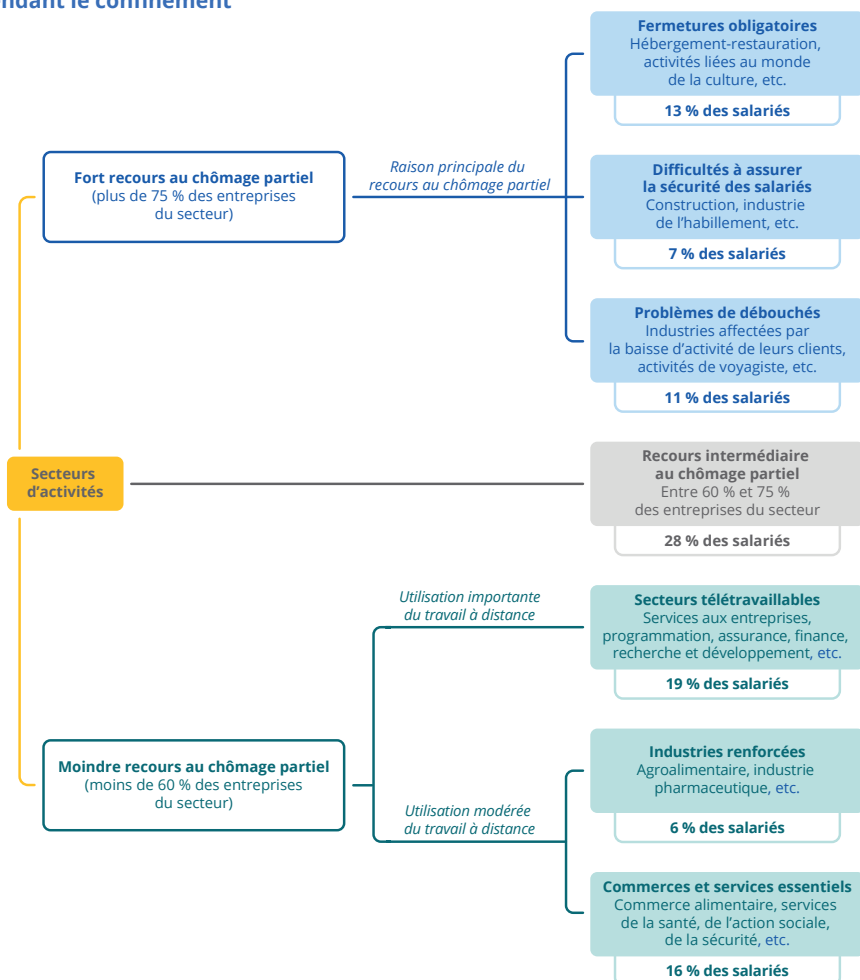 pendant le confinement
Fermetures obligatoires
Hébergement-restauration,
activités liées au monde
de la culture, etc.
13 % des salariés
Fort recours au chômage partiel
(plus de 75 % des entreprises
du secteur)
Raison principale du
recours au chômage partiel
Difficultés à assurer
la sécurité des salariés
Construction, industrie
de l’habillement, etc.
7 % des salariés
Problèmes de débouchés
Industries affectées par
la baisse d’activité de leurs clients,
activités de voyagiste, etc.
11 % des salariés
Secteurs
d’activités
Recours intermédiaire
au chômage partiel
Entre 60 % et 75 %
des entreprises du secteur
28 % des salariés
Utilisation importante
du travail à distance
Secteurs télétravaillables
Services aux entreprises,
programmation, assurance, finance,
recherche et développement, etc.
19 % des salariés
Moindre recours au chômage partiel
(moins de 60 % des entreprises
du secteur)
Utilisation modérée
du travail à distance
Industries renforcées
Agroalimentaire, industrie
pharmaceutique, etc.
6 % des salariés
Commerces et services essentiels
Commerce alimentaire, services
de la santé, de l’action sociale,
de la sécurité, etc.
16 % des salariés